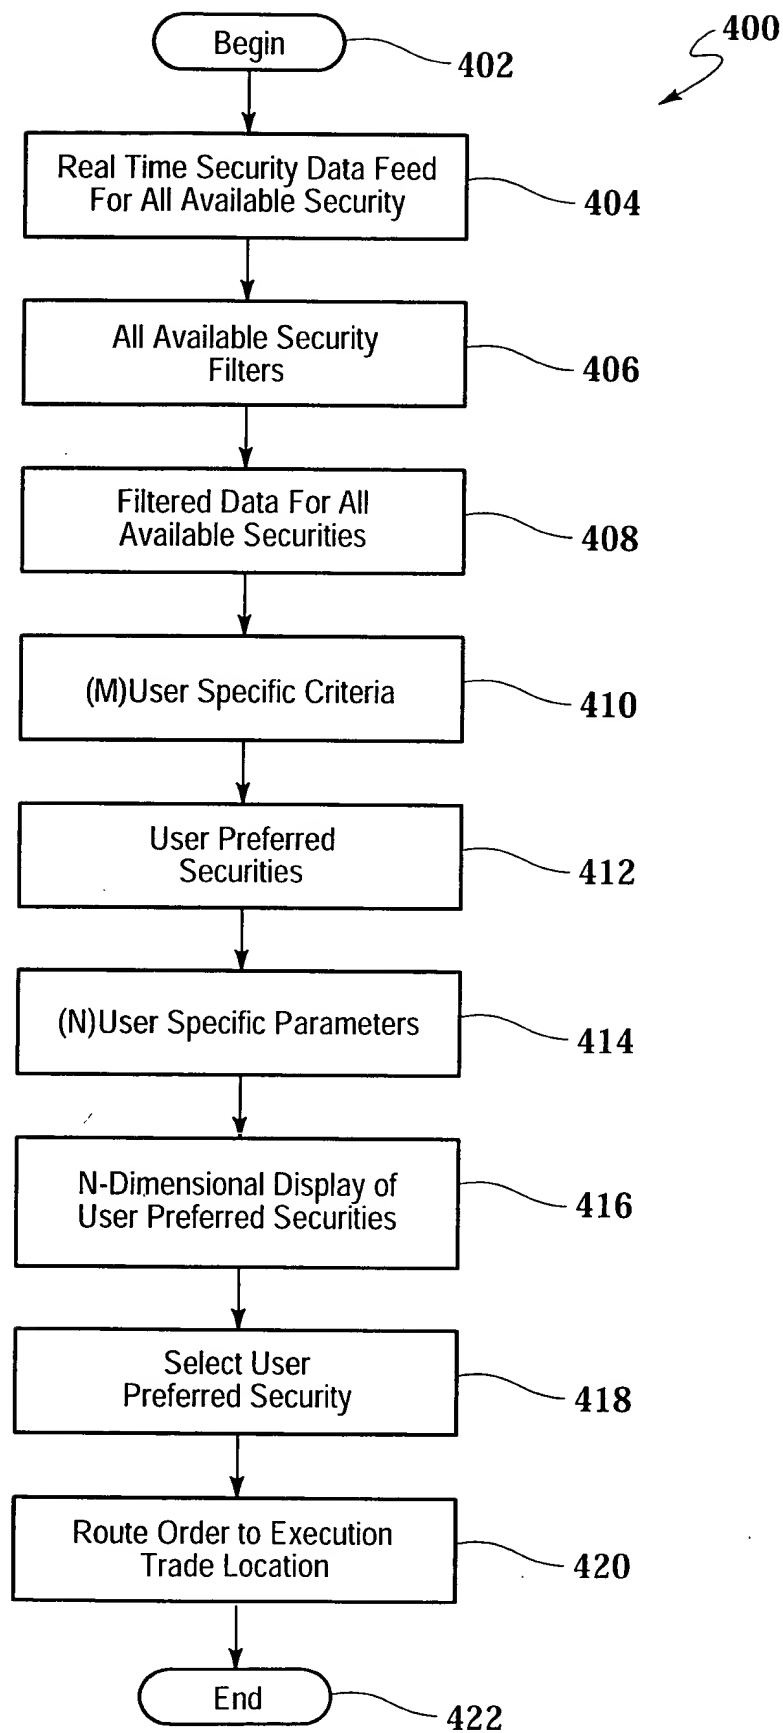 400
Begin
402
Real Time Security Data Feed
For All Available Security
404
All Available Security
Filters
406
Filtered Data For All
Available Securities
408
(M)User Specific Criteria
410
User Preferred
Securities
412
(N)User Specific Parameters
414
N-Dimensional Display of
User Preferred Securities
416
Select User
Preferred Security
418
Route Order to Execution
Trade Location
420
End
422